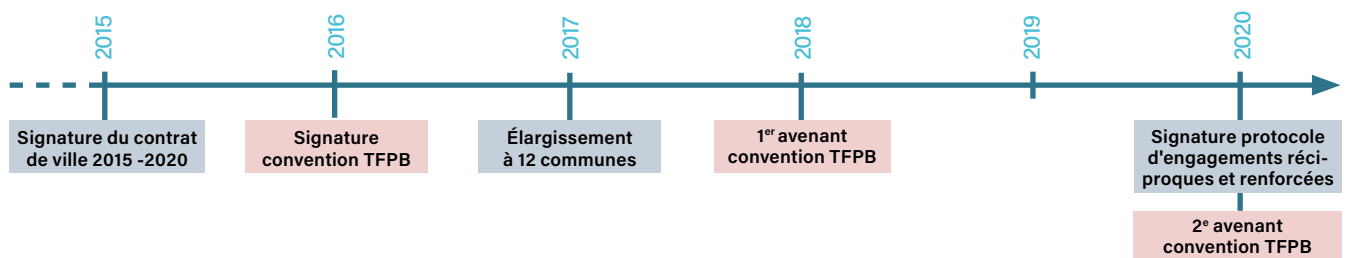 2015
2016
2017
2018
2019
2020
Signature du contrat
de ville 2015 -2020
Signature
convention TFPB
Élargissement
à 12 communes
1er avenant
convention TFPB
Signature protocole
d'engagements réci-
proques et renforcées
2e avenant
convention TFPB